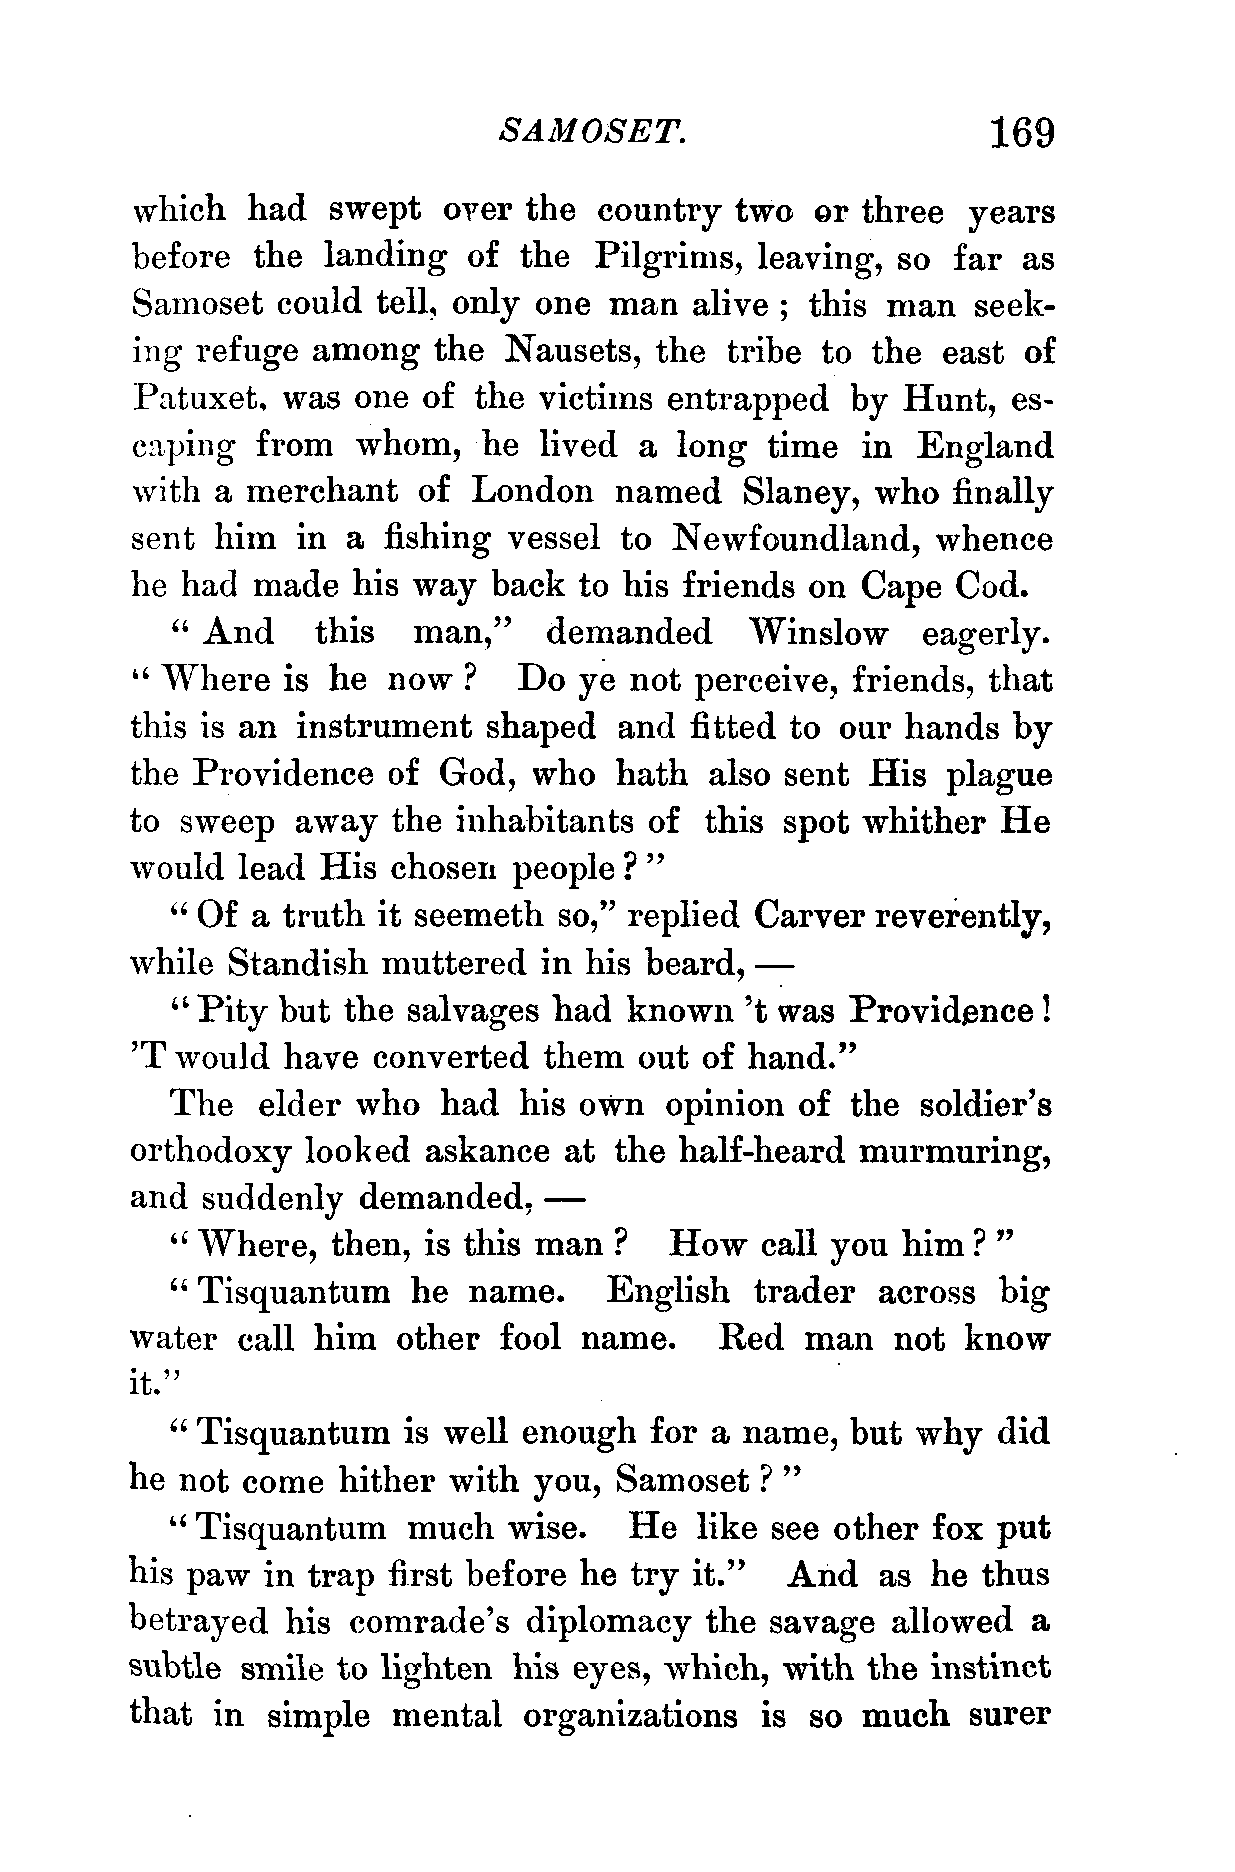 SAMOSET. 169
which had swept over the country two or three years
before the landing of the Pilgrims, leaving, so far as
Samoset could tell, only one man alive ; this man seek-
ing refuge among the Nausets, the tribe to the east of
Patuxet, was one of the victims entrapped by Hunt, es-
caping from whom, he lived a long time in England
with a merchant of London named Slaney, who finally
sent him in a fishing vessel to Newfoundland, whence
he had made his way back to his friends on Cape Cod.
“ And this man,” demanded Winslow eagerly.
“ Where is he now ? Do ye not perceive, friends, that
this is an instrument shaped and fitted to our hands by
the Providence of God, who hath also sent His plague
to sweep away the inhabitants of this spot whither He
would lead His chosen people ? ”
“ Of a truth it seemeth so,” replied Carver reverently,
while Standish muttered in his beard, —
“ Pity but the salvages had known ’t was Providence !
’T would have converted them out of hand.”
The elder who had his own opinion of the soldier’s
orthodoxy looked askance at the half-heard murmuring,
and suddenly demanded, —
“ Where, then, is this man ? How call you him ? ”
“ Tisquantum he name. English trader across big
water call him other fool name. Red man not know
it.”
“ Tisquantum is well enough for a name, but why did
he not come hither with you, Samoset ? ”
“ Tisquantum much wise. He like see other fox put
his paw in trap first before he try it.” And as he thus
betrayed his comrade’s diplomacy the savage allowed a
subtle smile to lighten his eyes, which, with the instinct
that in simple mental organizations is so much surer